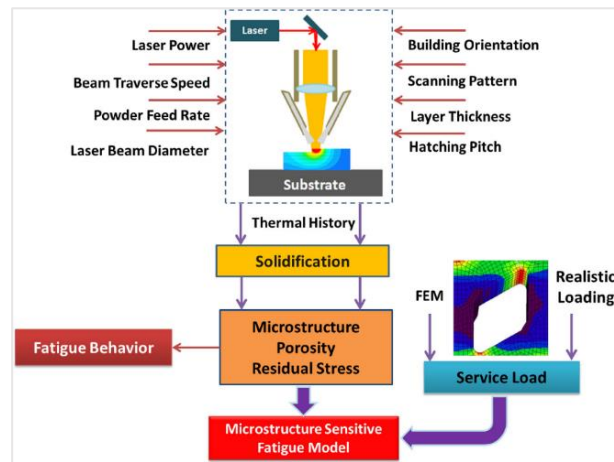 Laser Power
Beam Traverse Speed
Powder Feed Rate
Laser Beam Diameter
Laser
Substrate
Building Orientation
Scanning Pattern
Layer Thickness
Hatching Pitch
Thermal History
Solidification
Microstructure
Porosity
Residual Stress
Fatigue Behavior
FEM
Realistic
Loading
Service Load
Microstructure Sensitive
Fatigue Model